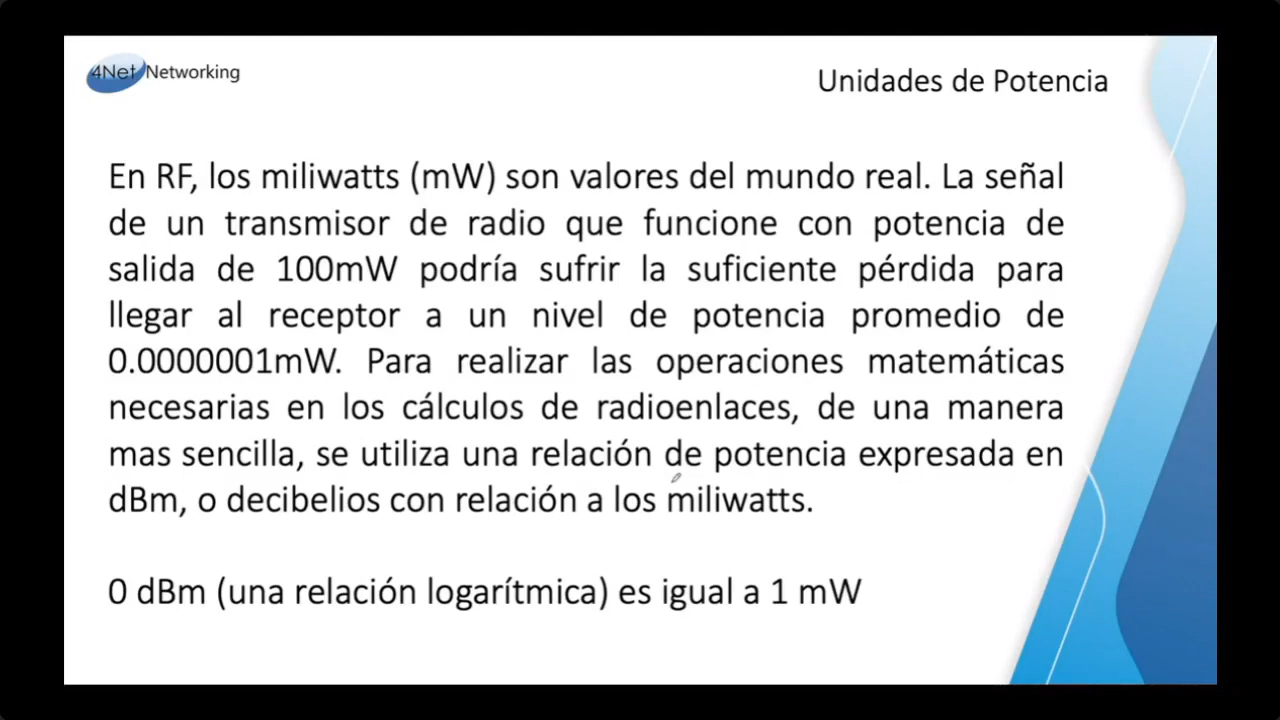 4Net Networking
Unidades de Potencia
En RF, los miliwatts (mW) son valores del mundo real. La señal
de un transmisor de radio que funcione con potencia de
salida de 100mW podría sufrir la suficiente pérdida para
llegar al receptor a un nivel de potencia promedio de
0.0000001mW. Para realizar las operaciones matemáticas
necesarias en los cálculos de radioenlaces, de una manera
mas sencilla, se utiliza una relación de potencia expresada en
dBm, o decibelios con relación a los miliwatts.
0 dBm (una relación logarítmica) es igual a 1 mW